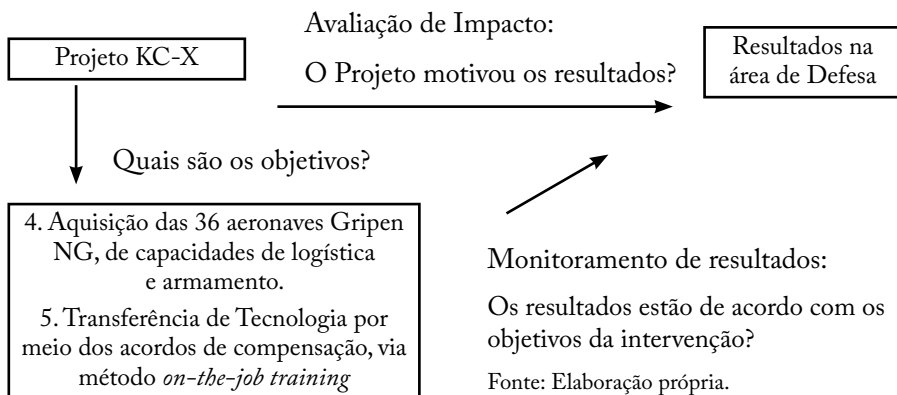 Projeto KC-X
Avaliação de Impacto:
O Projeto motivou os resultados?
Resultados na
área de Defesa
Quais são os objetivos?
4. Aquisição das 36 aeronaves Gripen
NG, de capacidades de logística
e armamento.
5. Transferência de Tecnologia por
meio dos acordos de compensação, via
método on-the-job training
Monitoramento de resultados:
Os resultados estão de acordo com os
objetivos da intervenção?
Fonte: Elaboração própria.